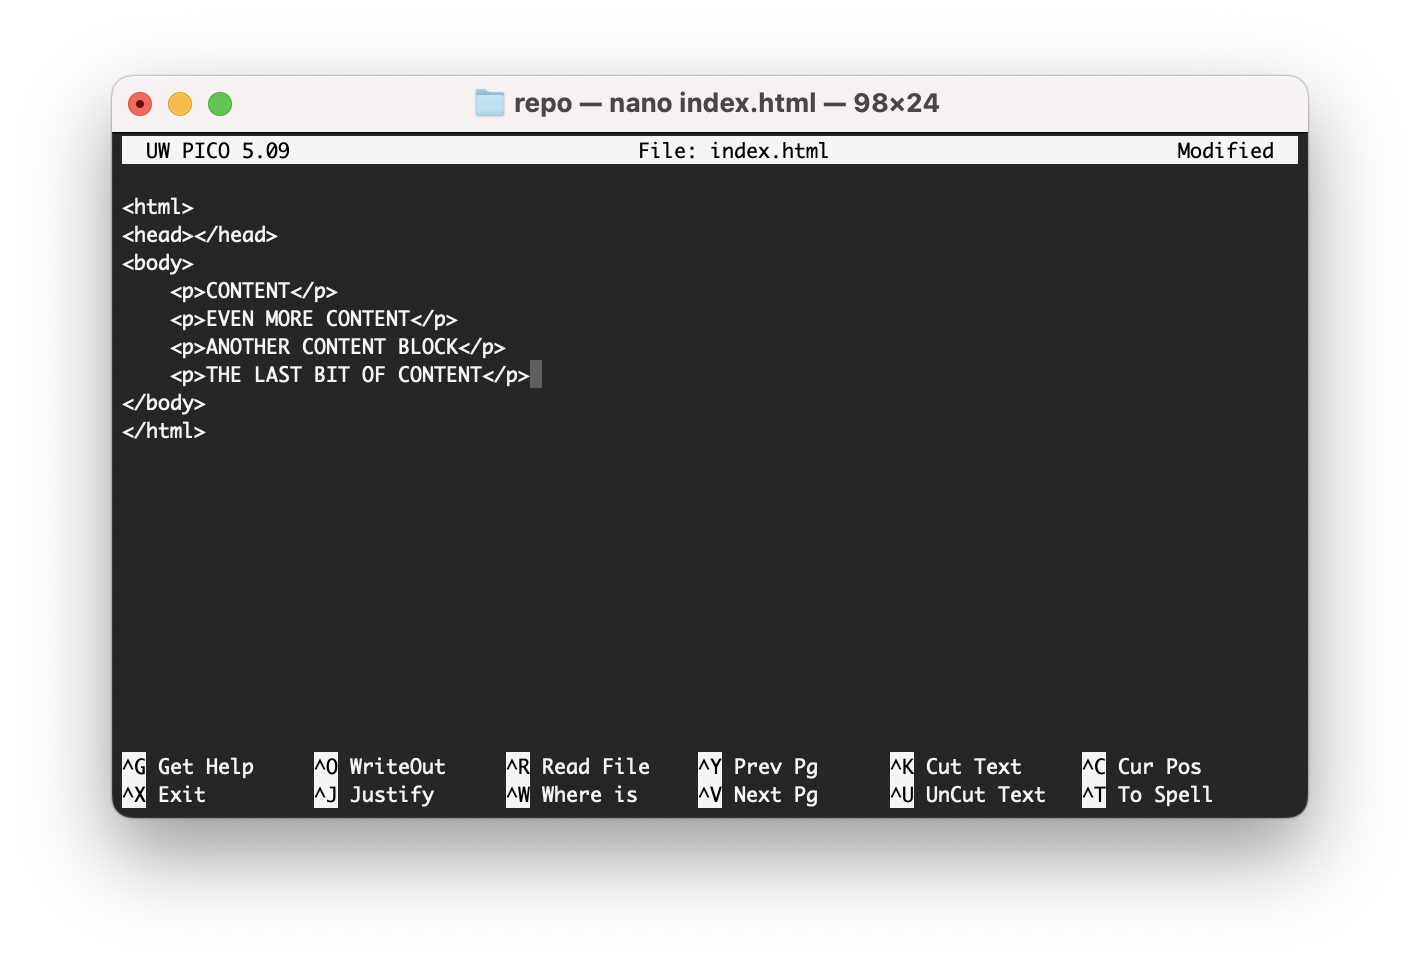 repo — nano index.html — 98×24
UW PICO 5.09 File: index.html Modified
<html>
<head></head>
<body>
    <p>CONTENT</p>
    <p>EVEN MORE CONTENT</p>
    <p>ANOTHER CONTENT BLOCK</p>
    <p>THE LAST BIT OF CONTENT</p>
</body>
</html>
^G Get Help ^O WriteOut ^R Read File ^Y Prev Pg ^K Cut Text ^C Cur Pos
^X Exit ^J Justify ^W Where is ^V Next Pg ^U UnCut Text ^T To Spell